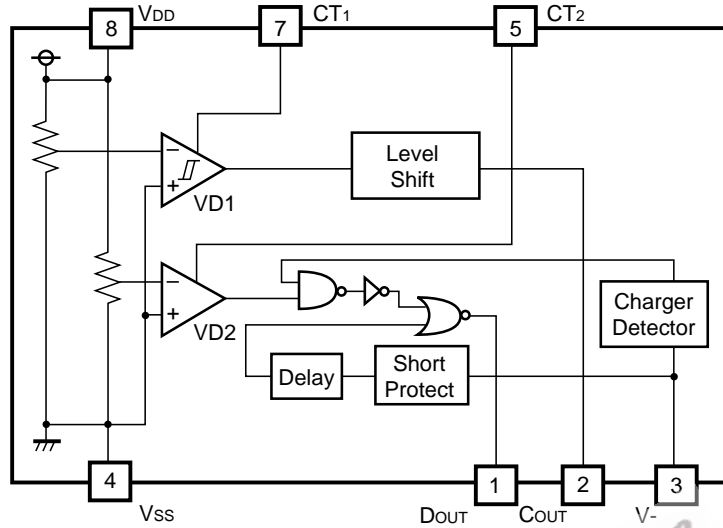 8
VDD
7
CT1
5
CT2
−
+
VD1
Level
Shift
−
+
VD2
Charger
Detector
Delay
Short
Protect
4
VSS
1
DOUT
2
COUT
3
V-